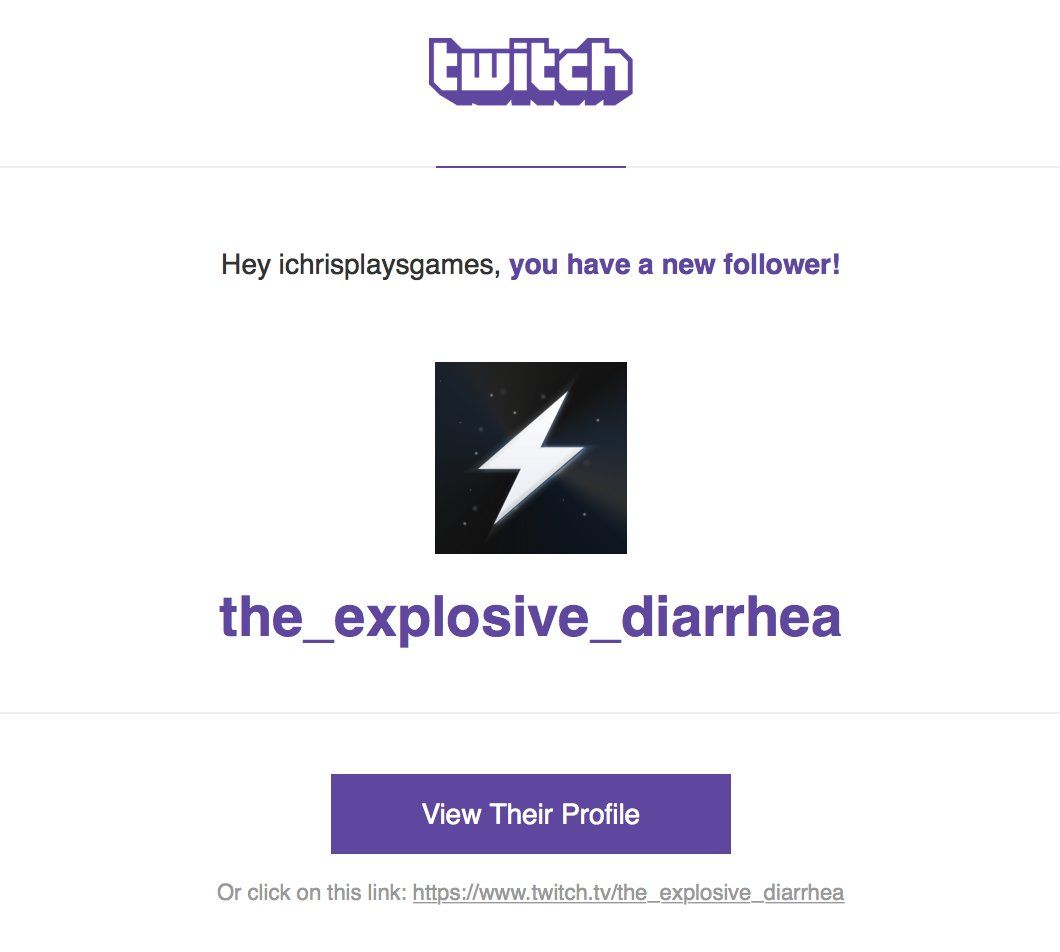 twitch
Hey ichrisplaysgames, you have a new follower!
the_explosive_diarrhea
View Their Profile
Or click on this link: https://www.twitch.tv/the_explosive_diarrhea